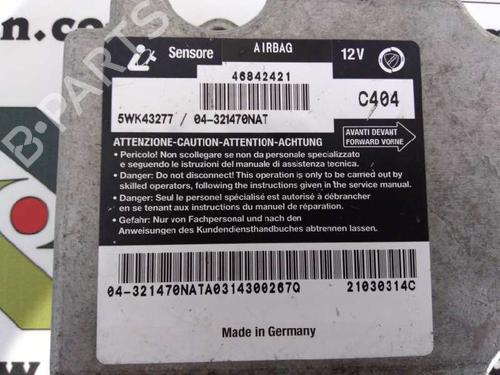 Sensore AIRBAG 12V
46842421
5WK43277 / 04-321470NAT
C404
AVANTI DEVANT
FORWARD VORNE
ATTENZIONE-CAUTION-ATTENTION-ACHTUNG
• Pericolo! Non scollegare se non da personale specializzato
e seguendo le istruzioni del manuale di assistenza tecnica.
• Danger: Do not disconnect! This operation is only to be carried out by
skilled operators, following the instructions given in the service manual.
• Danger: Seul le personel spécialisé est autorisé à débrancher
en se tenant aux instructions du manuel de réparation.
• Gefahr: Nur von Fachpersonal und nach den
Anweisungen des Kundendiensthandbuches abtrennen lassen.
04-321470NATA0314300267Q 21030314C
Made in Germany
B-PARTS